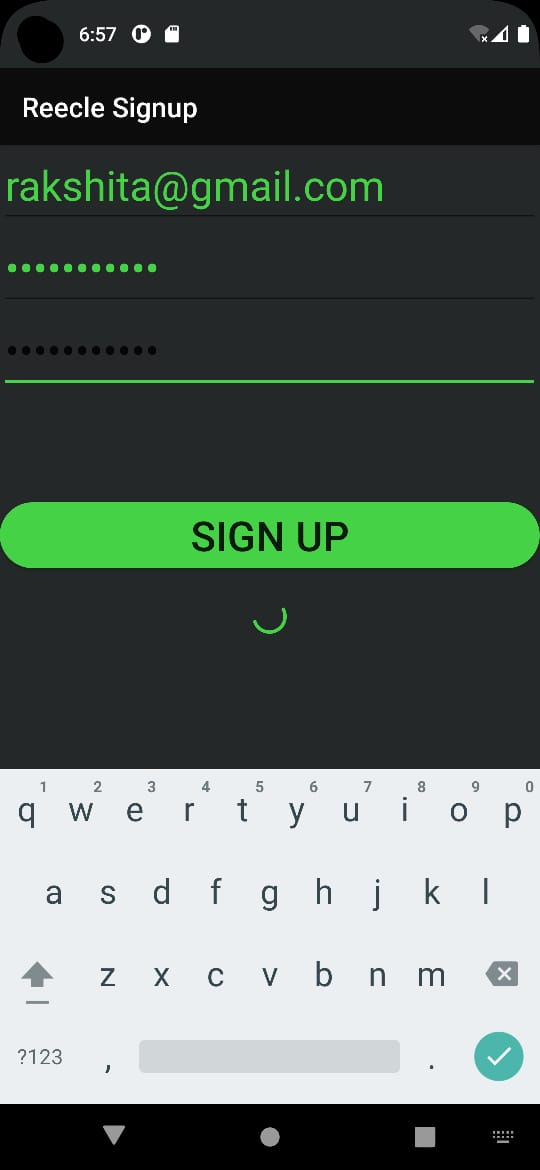 6:57
Reecle Signup
rakshita@gmail.com
•••••••••••
•••••••••••
SIGN UP
1 2 3 4 5 6 7 8 9 0
q w e r t y u i o p
a s d f g h j k l
z x c v b n m
?123 , .